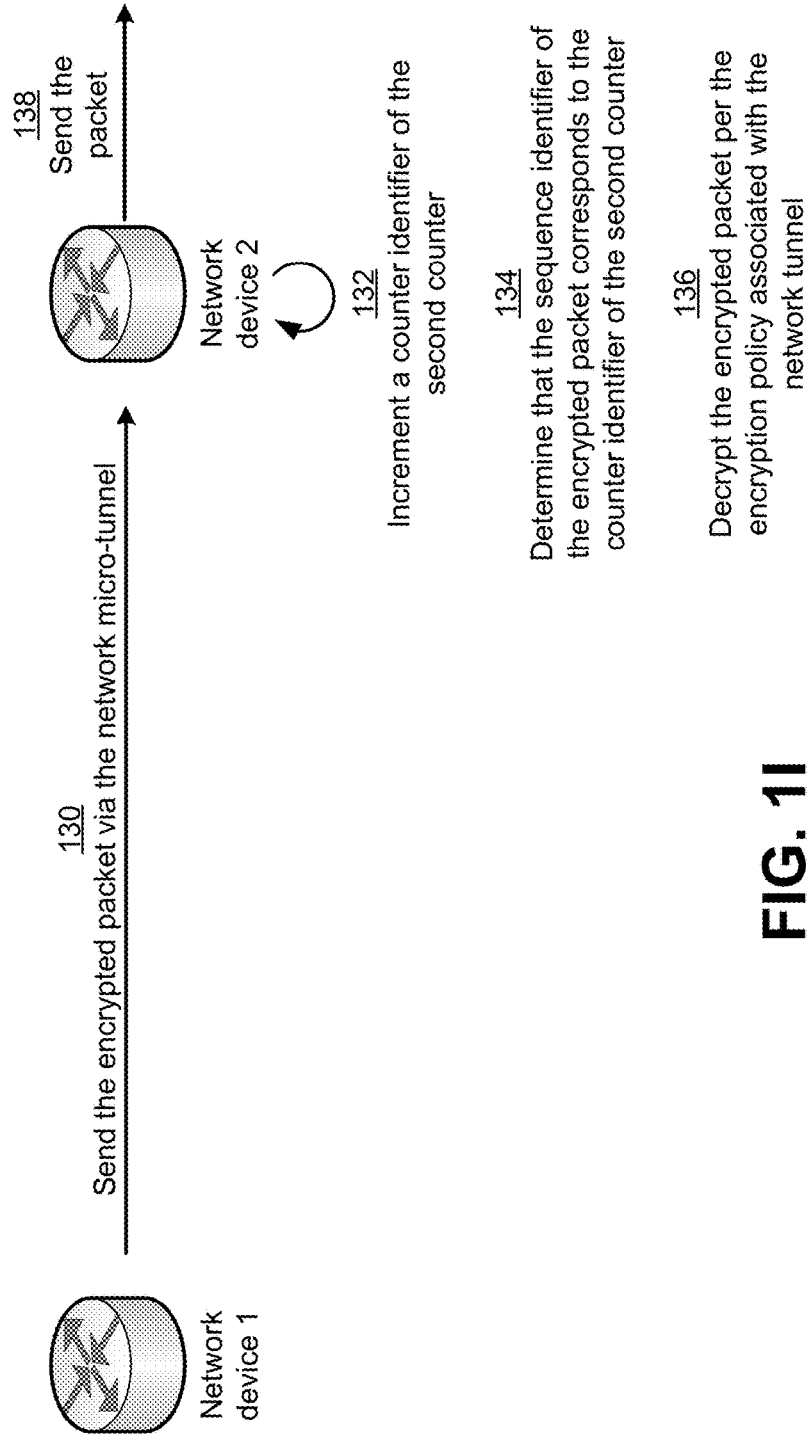 130
Send the encrypted packet via the network micro-tunnel
138
Send the
packet
Network
device 1
Network
device 2
132
Increment a counter identifier of the
second counter
134
Determine that the sequence identifier of
the encrypted packet corresponds to the
counter identifier of the second counter
136
Decrypt the encrypted packet per the
encryption policy associated with the
network tunnel
FIG. 1I